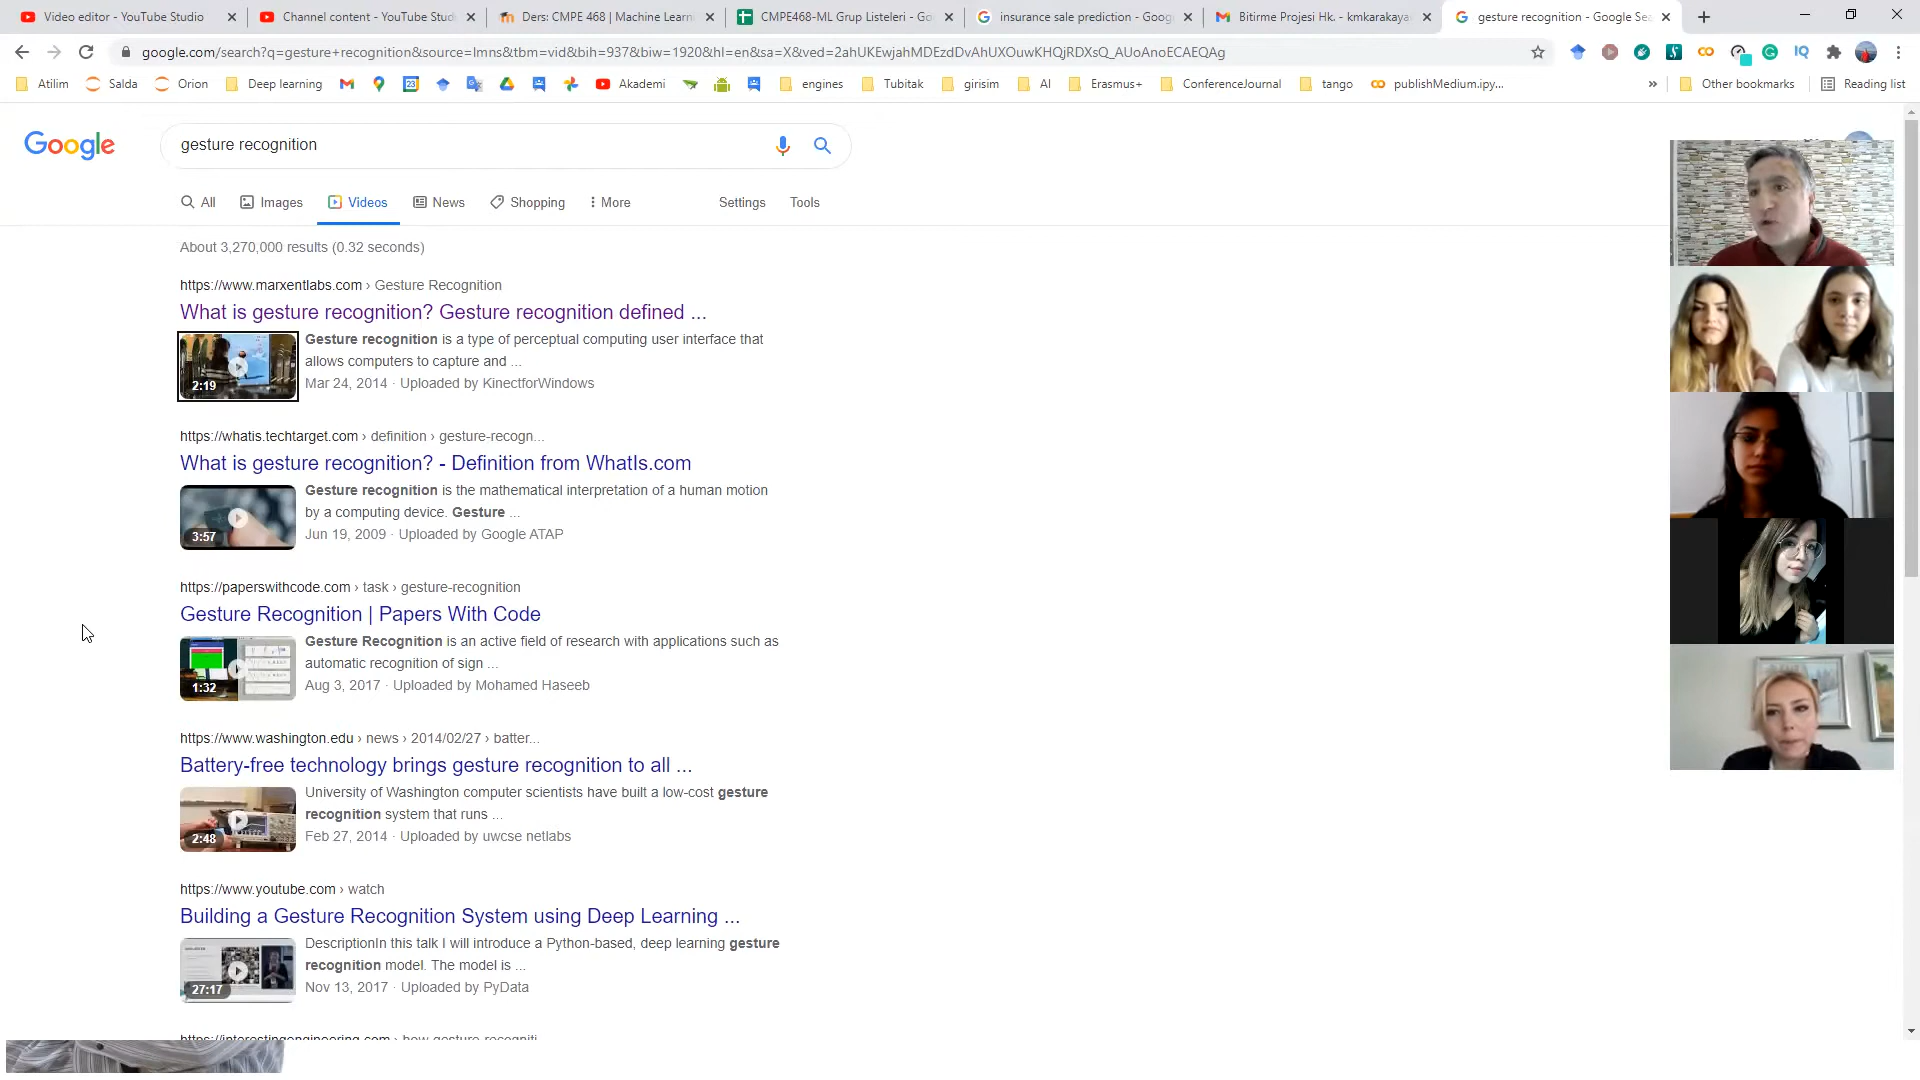 Video editor - YouTube Studio
Channel content - YouTube Stud
Ders: CMPE 468 | Machine Learn
CMPE468-ML Grup Listeleri - Go
insurance sale prediction - Goog
Bitirme Projesi Hk. - kmkarakaya
gesture recognition - Google Sea
google.com/search?q=gesture+recognition&source=lmns&tbm=vid&bih=937&biw=1920&hl=en&sa=X&ved=2ahUKEwjahMDEzdDvAhUXOuwKHQjRDXsQ_AUoAnoECAEQAg
Atilim Salda Orion Deep learning 23 Akademi engines Tubitak girisim AI Erasmus+ ConferenceJournal tango publishMedium.ipy... » Other bookmarks Reading list
Google
gesture recognition
All Images Videos News Shopping More Settings Tools
About 3,270,000 results (0.32 seconds)
https://www.marxentlabs.com › Gesture Recognition
What is gesture recognition? Gesture recognition defined ...
2:19
Gesture recognition is a type of perceptual computing user interface that
allows computers to capture and ...
Mar 24, 2014 · Uploaded by KinectforWindows
https://whatis.techtarget.com › definition › gesture-recogn...
What is gesture recognition? - Definition from WhatIs.com
3:57
Gesture recognition is the mathematical interpretation of a human motion
by a computing device. Gesture ...
Jun 19, 2009 · Uploaded by Google ATAP
https://paperswithcode.com › task › gesture-recognition
Gesture Recognition | Papers With Code
1:32
Gesture Recognition is an active field of research with applications such as
automatic recognition of sign ...
Aug 3, 2017 · Uploaded by Mohamed Haseeb
https://www.washington.edu › news › 2014/02/27 › batter...
Battery-free technology brings gesture recognition to all ...
2:48
University of Washington computer scientists have built a low-cost gesture
recognition system that runs ...
Feb 27, 2014 · Uploaded by uwcse netlabs
https://www.youtube.com › watch
Building a Gesture Recognition System using Deep Learning ...
27:17
DescriptionIn this talk I will introduce a Python-based, deep learning gesture
recognition model. The model is ...
Nov 13, 2017 · Uploaded by PyData
https://interestingengineering.com › how-gesture-recogniti